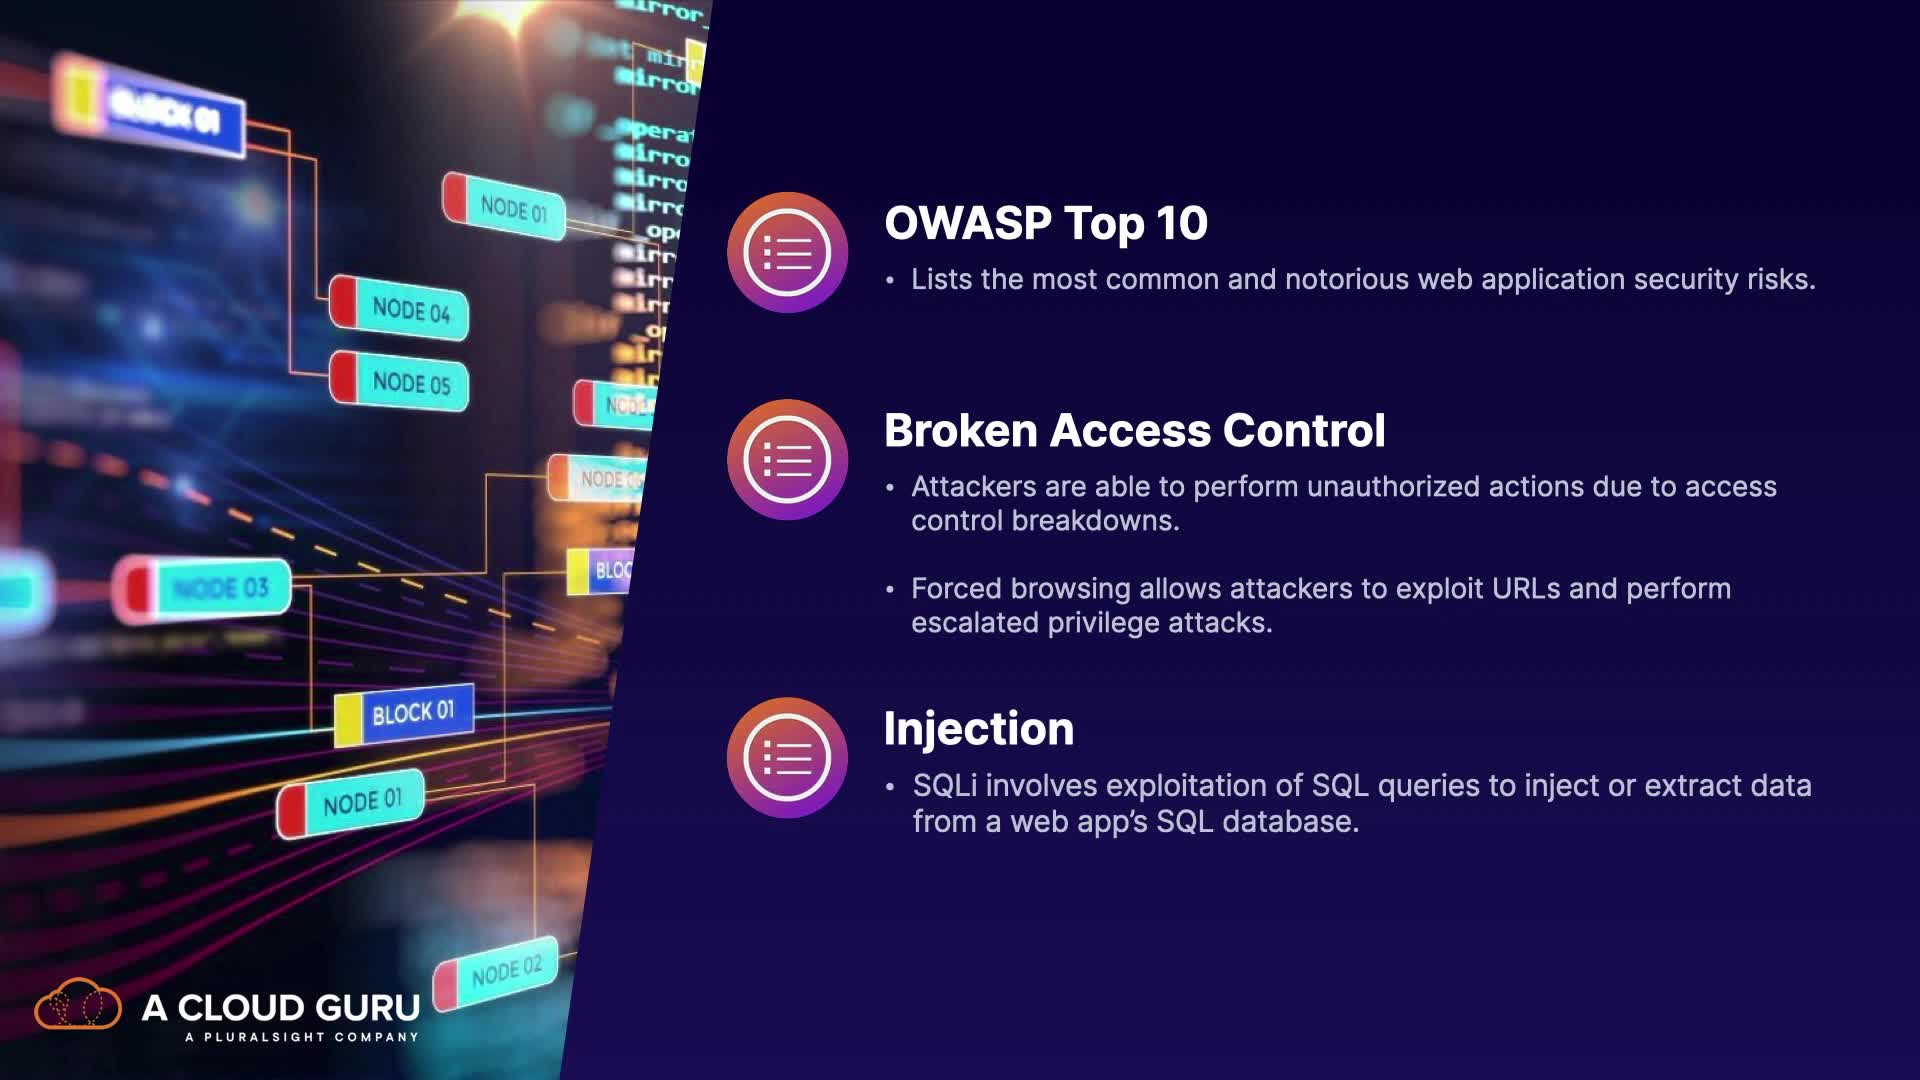 OWASP Top 10
• Lists the most common and notorious web application security risks.
Broken Access Control
• Attackers are able to perform unauthorized actions due to access
control breakdowns.
• Forced browsing allows attackers to exploit URLs and perform
escalated privilege attacks.
Injection
• SQLi involves exploitation of SQL queries to inject or extract data
from a web app’s SQL database.
BLOCK 01
NODE 01
NODE 04
NODE 05
NODE 03
BLOCK 01
NODE 01
NODE 02
A CLOUD GURU
A PLURALSIGHT COMPANY